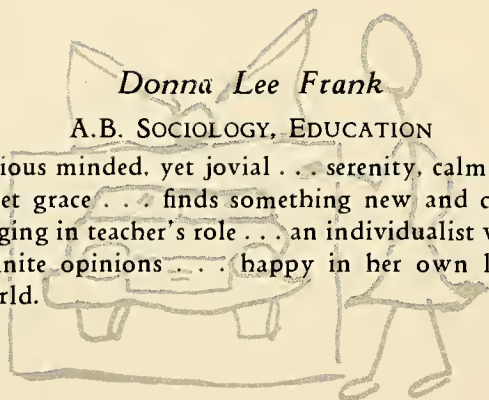 Donna Lee Frank
A.B. Sociology, Education
ious minded, yet jovial . . . serenity, calm
et grace . . . finds something new and c
ging in teacher's role . . . an individualist
inite opinions . . . happy in her own l
rld.